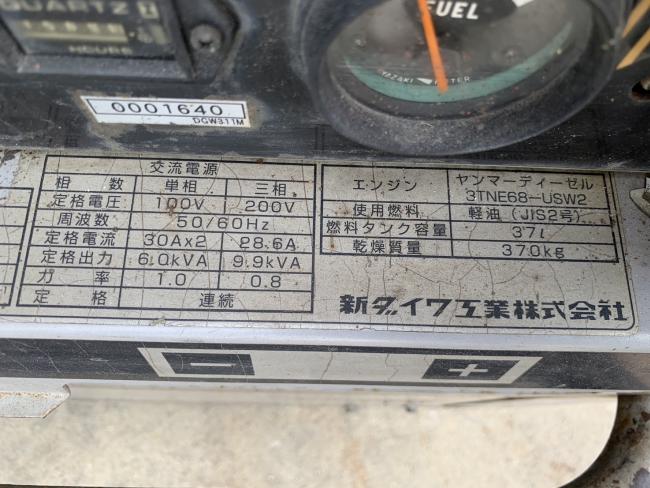 QUARTZ
HOURS
FUEL
YAZAKI METER
0001640
DGW311M
交流電源
相数 単相 三相
定格電圧 100V 200V
周波数 50/60Hz
定格電流 30Ax2 28.6A
定格出力 6.0kVA 9.9kVA
力率 1.0 0.8
定格 連続
エンジン ヤンマーディーゼル
3TNE68-USW2
使用燃料 軽油(JIS2号)
燃料タンク容量 37ℓ
乾燥質量 370kg
新ダイワ工業株式会社
− +